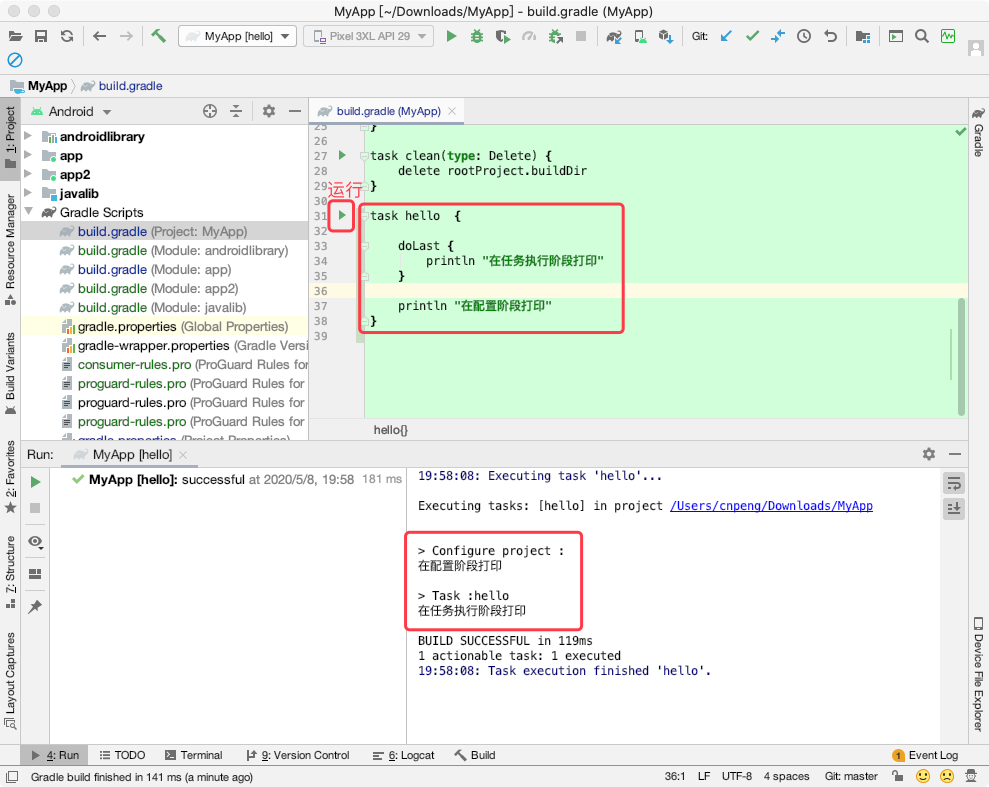 MyApp [~/Downloads/MyApp] - build.gradle (MyApp)
MyApp [hello]
Pixel 3XL API 29
Git:
MyApp
build.gradle
1: Project
Resource Manager
Build Variants
2: Favorites
7: Structure
Layout Captures
Android
androidlibrary
app
app2
javalib
Gradle Scripts
build.gradle (Project: MyApp)
build.gradle (Module: androidlibrary)
build.gradle (Module: app)
build.gradle (Module: app2)
build.gradle (Module: javalib)
gradle.properties (Global Properties)
gradle-wrapper.properties (Gradle Versi
consumer-rules.pro (ProGuard Rules for
proguard-rules.pro (ProGuard Rules for
proguard-rules.pro (ProGuard Rules for
proguard-rules.pro (ProGuard Rules for
gradle.properties (Project Properties)
build.gradle (MyApp)
25 }
26
27 task clean(type: Delete) {
28 delete rootProject.buildDir
29 }
运行
30
31 task hello {
32
33 doLast {
34 println "在任务执行阶段打印"
35 }
36
37 println "在配置阶段打印"
38 }
39
hello{}
Gradle
Device File Explorer
Run:
MyApp [hello]
MyApp [hello]: successful at 2020/5/8, 19:58 181 ms
19:58:08: Executing task 'hello'...
Executing tasks: [hello] in project /Users/cnpeng/Downloads/MyApp
> Configure project :
在配置阶段打印
> Task :hello
在任务执行阶段打印
BUILD SUCCESSFUL in 119ms
1 actionable task: 1 executed
19:58:08: Task execution finished 'hello'.
4: Run
TODO
Terminal
9: Version Control
6: Logcat
Build
1
Event Log
Gradle build finished in 141 ms (a minute ago)
36:1
LF
UTF-8
4 spaces
Git: master